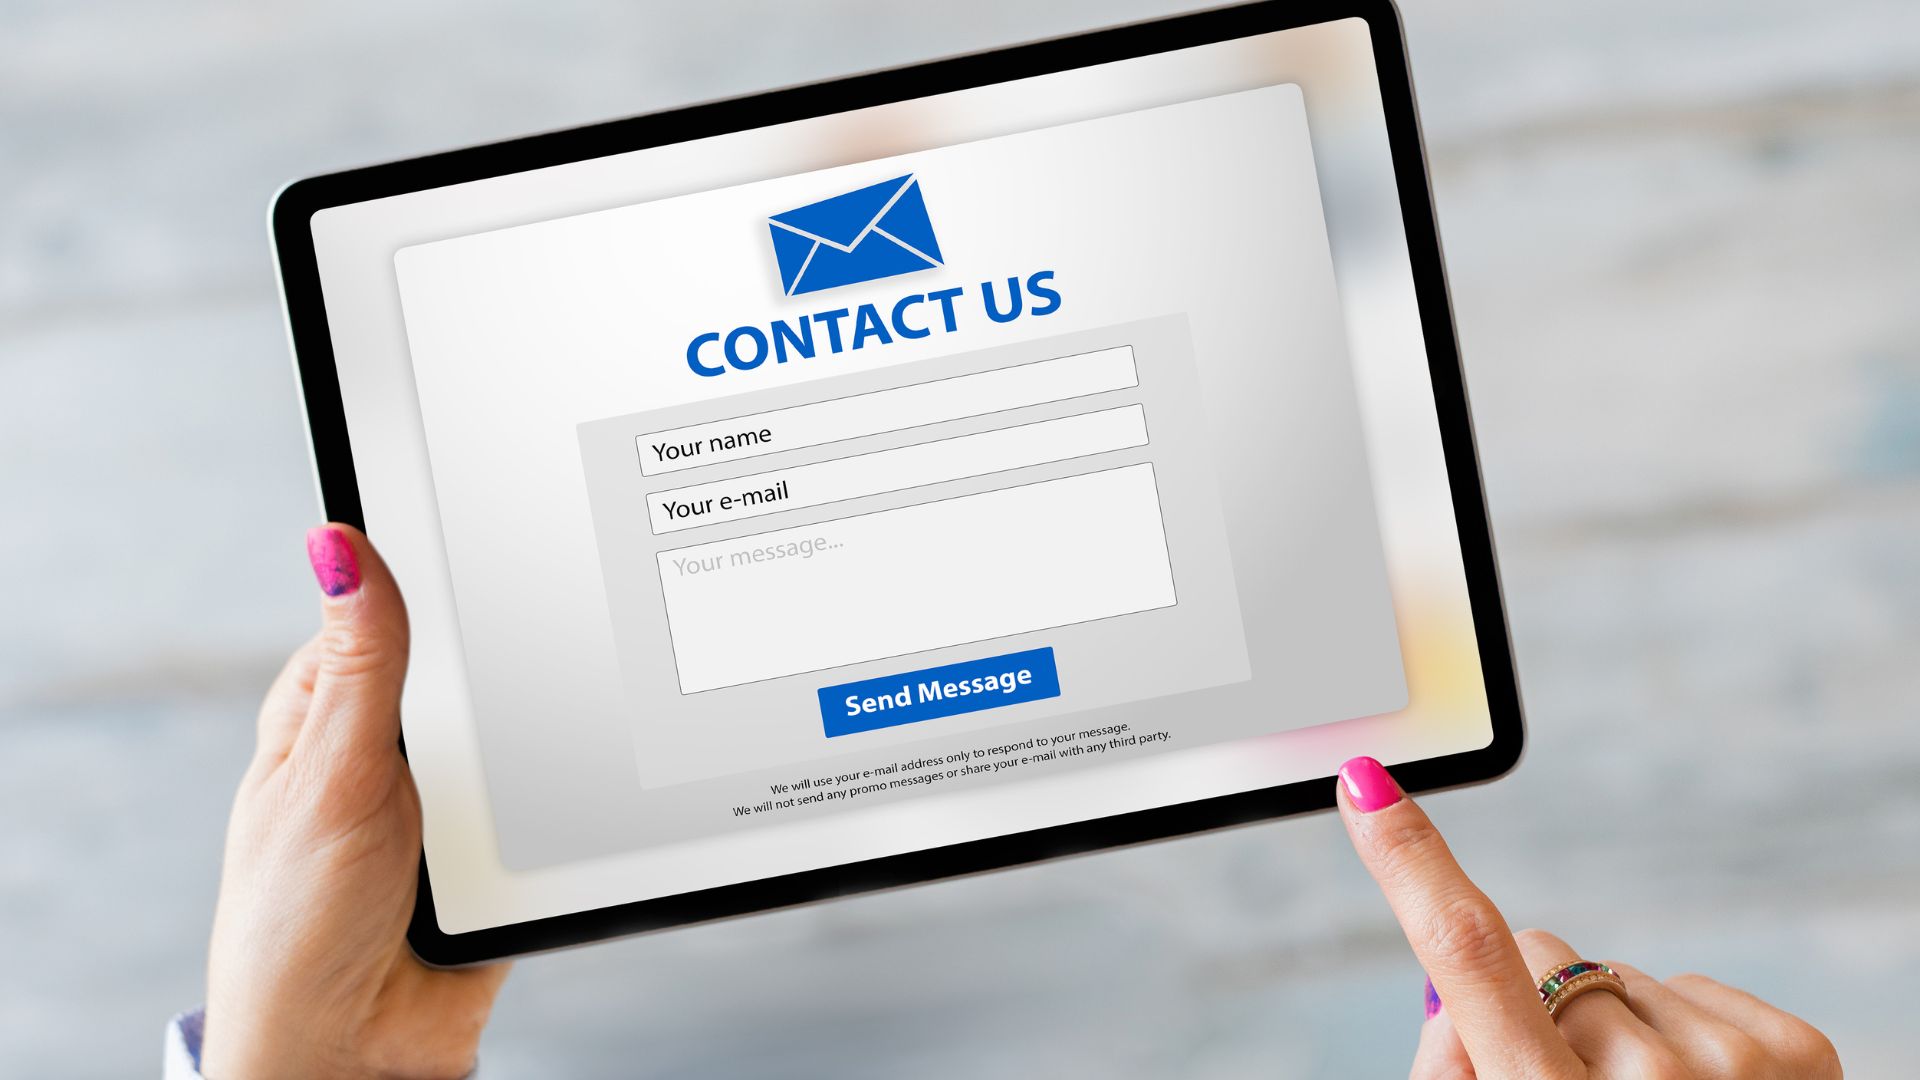 CONTACT US
Your name
Your e-mail
Your message...
Send Message
We will use your e-mail address only to respond to your message.
We will not send any promo messages or share your e-mail with any third party.